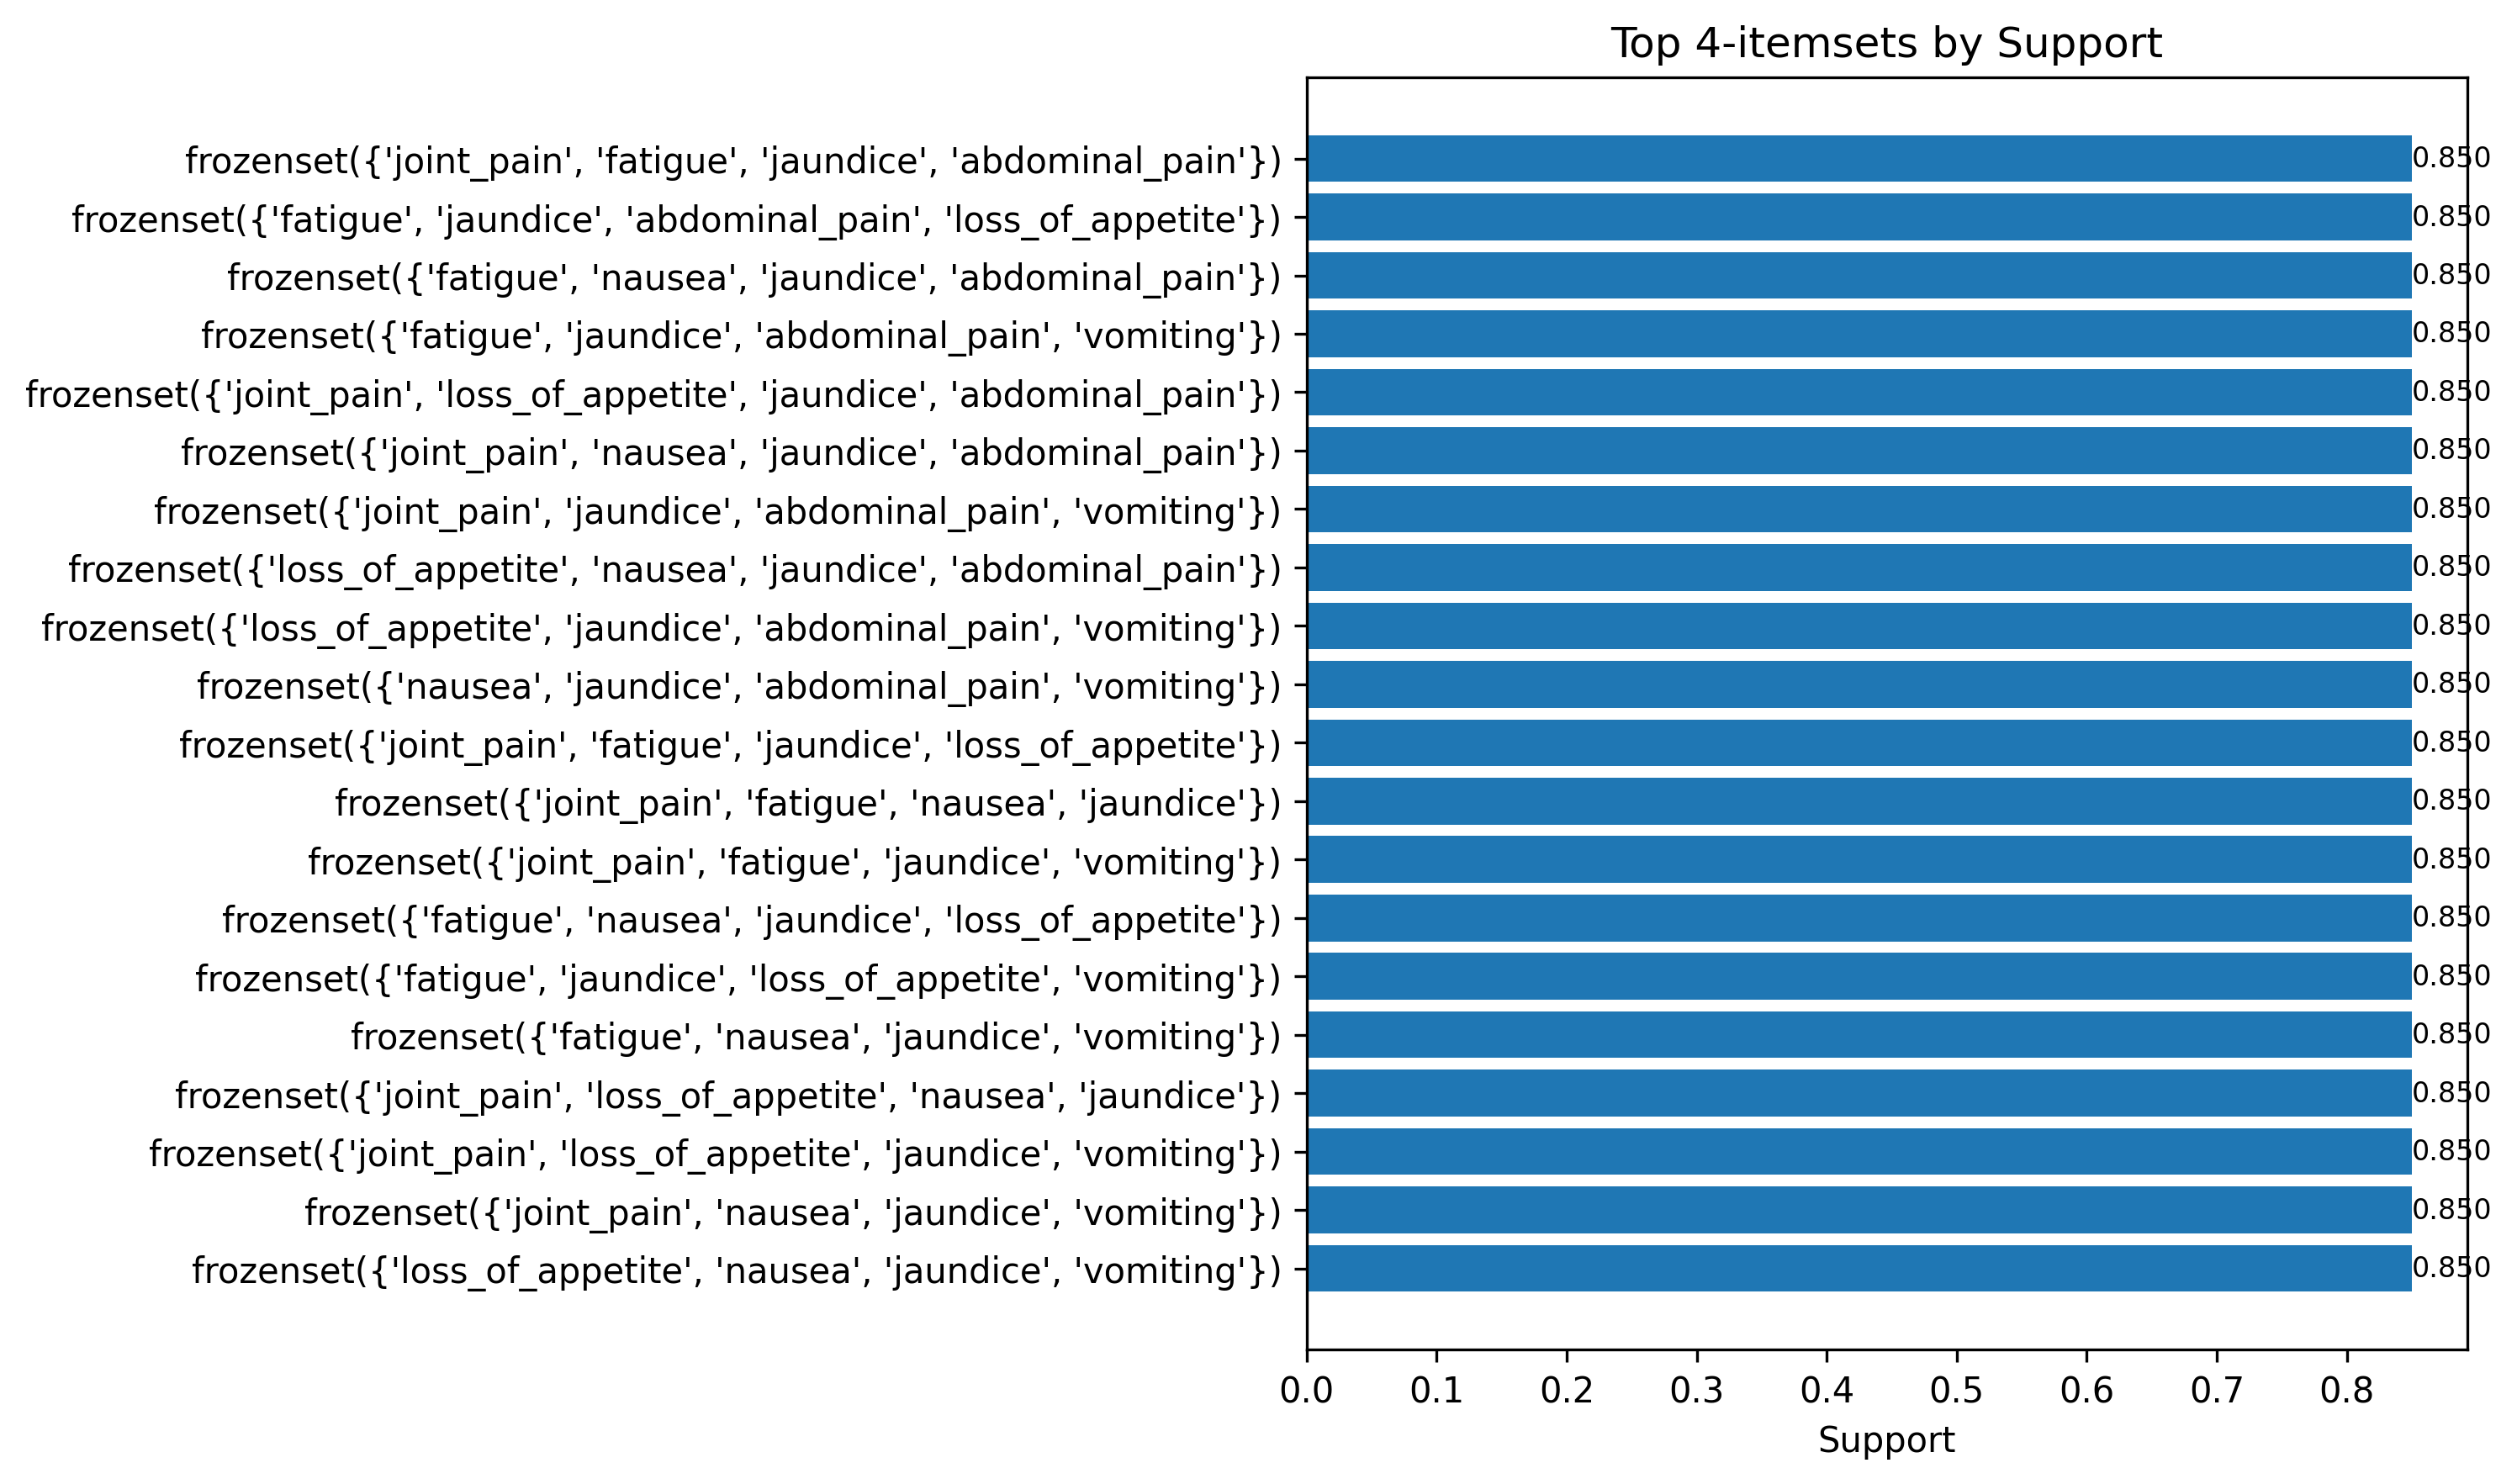 Top 4-itemsets by Support
frozenset({'joint_pain', 'fatigue', 'jaundice', 'abdominal_pain'}) 0.850
frozenset({'fatigue', 'jaundice', 'abdominal_pain', 'loss_of_appetite'}) 0.850
frozenset({'fatigue', 'nausea', 'jaundice', 'abdominal_pain'}) 0.850
frozenset({'fatigue', 'jaundice', 'abdominal_pain', 'vomiting'}) 0.850
frozenset({'joint_pain', 'loss_of_appetite', 'jaundice', 'abdominal_pain'}) 0.850
frozenset({'joint_pain', 'nausea', 'jaundice', 'abdominal_pain'}) 0.850
frozenset({'joint_pain', 'jaundice', 'abdominal_pain', 'vomiting'}) 0.850
frozenset({'loss_of_appetite', 'nausea', 'jaundice', 'abdominal_pain'}) 0.850
frozenset({'loss_of_appetite', 'jaundice', 'abdominal_pain', 'vomiting'}) 0.850
frozenset({'nausea', 'jaundice', 'abdominal_pain', 'vomiting'}) 0.850
frozenset({'joint_pain', 'fatigue', 'jaundice', 'loss_of_appetite'}) 0.850
frozenset({'joint_pain', 'fatigue', 'nausea', 'jaundice'}) 0.850
frozenset({'joint_pain', 'fatigue', 'jaundice', 'vomiting'}) 0.850
frozenset({'fatigue', 'nausea', 'jaundice', 'loss_of_appetite'}) 0.850
frozenset({'fatigue', 'jaundice', 'loss_of_appetite', 'vomiting'}) 0.850
frozenset({'fatigue', 'nausea', 'jaundice', 'vomiting'}) 0.850
frozenset({'joint_pain', 'loss_of_appetite', 'nausea', 'jaundice'}) 0.850
frozenset({'joint_pain', 'loss_of_appetite', 'jaundice', 'vomiting'}) 0.850
frozenset({'joint_pain', 'nausea', 'jaundice', 'vomiting'}) 0.850
frozenset({'loss_of_appetite', 'nausea', 'jaundice', 'vomiting'}) 0.850
0.0 0.1 0.2 0.3 0.4 0.5 0.6 0.7 0.8
Support